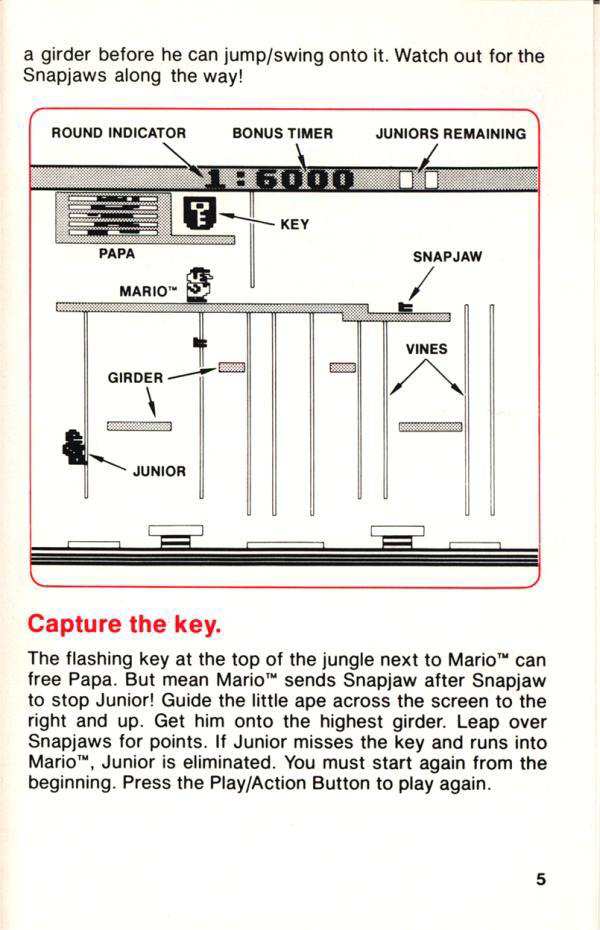 a girder before he can jump/swing onto it. Watch out for the
Snapjaws along the way!
ROUND INDICATOR BONUS TIMER JUNIORS REMAINING
1:6000
KEY
PAPA
SNAPJAW
MARIO™
VINES
GIRDER
JUNIOR
Capture the key.
The flashing key at the top of the jungle next to Mario™ can
free Papa. But mean Mario™ sends Snapjaw after Snapjaw
to stop Junior! Guide the little ape across the screen to the
right and up. Get him onto the highest girder. Leap over
Snapjaws for points. If Junior misses the key and runs into
Mario™, Junior is eliminated. You must start again from the
beginning. Press the Play/Action Button to play again.
5